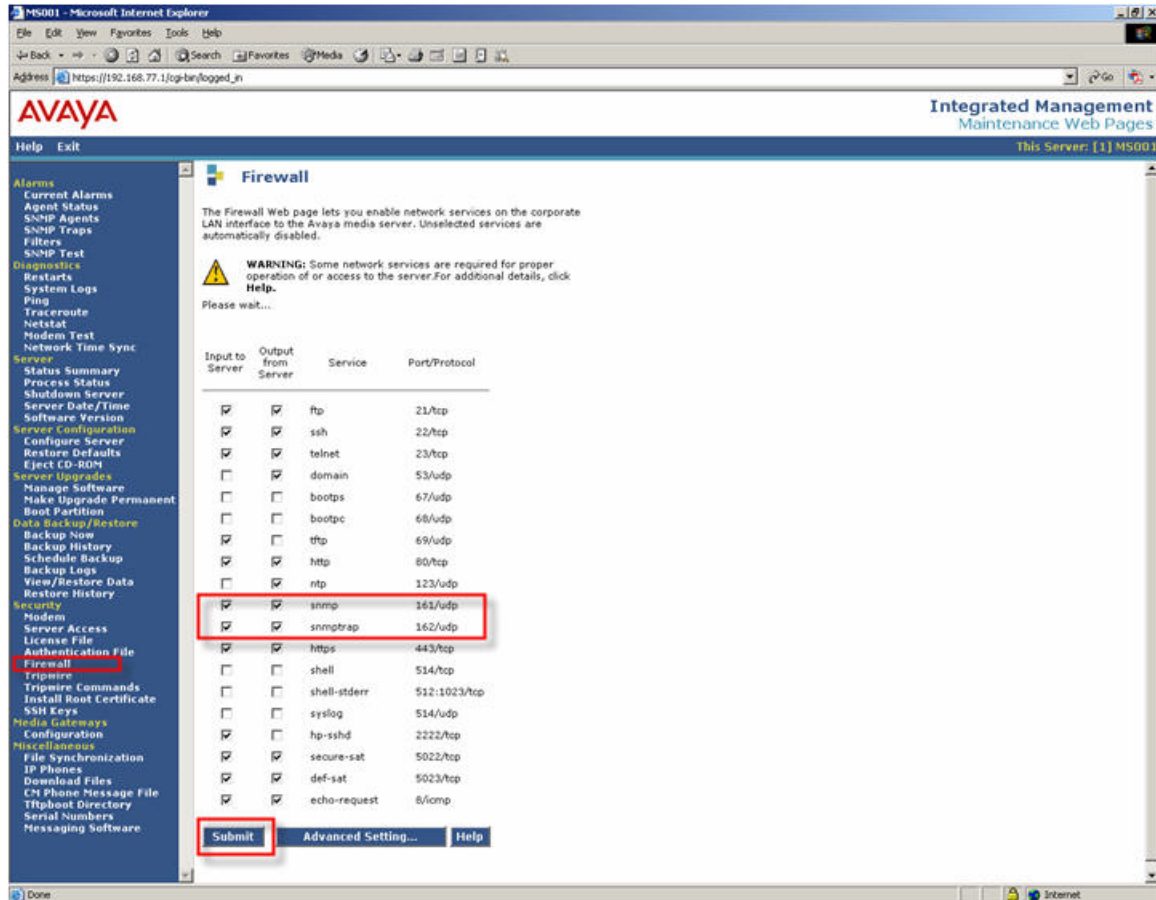 MS001 - Microsoft Internet Explorer
File Edit View Favorites Tools Help
Back Search Favorites Media
Address https://192.168.77.1/cgi-bin/logged_in Go
AVAYA
Integrated Management
Maintenance Web Pages
Help Exit
This Server: [1] MS001
Alarms
Current Alarms
Agent Status
SNMP Agents
SNMP Traps
Filters
SNMP Test
Diagnostics
Restarts
System Logs
Ping
Traceroute
Netstat
Modem Test
Network Time Sync
Server
Status Summary
Process Status
Shutdown Server
Server Date/Time
Software Version
Server Configuration
Configure Server
Restore Defaults
Eject CD-ROM
Server Upgrades
Manage Software
Make Upgrade Permanent
Boot Partition
Data Backup/Restore
Backup Now
Backup History
Schedule Backup
Backup Logs
View/Restore Data
Restore History
Security
Modem
Server Access
License File
Authentication File
Firewall
Tripwire
Tripwire Commands
Install Root Certificate
SSH Keys
Media Gateways
Configuration
Miscellaneous
File Synchronization
IP Phones
Download Files
CM Phone Message File
Tftpboot Directory
Serial Numbers
Messaging Software
Firewall
The Firewall Web page lets you enable network services on the corporate
LAN interface to the Avaya media server. Unselected services are
automatically disabled.
WARNING: Some network services are required for proper
operation of or access to the server.For additional details, click
Help.
Please wait...
Input to Server Output from Server Service Port/Protocol
ftp 21/tcp
ssh 22/tcp
telnet 23/tcp
domain 53/udp
bootps 67/udp
bootpc 68/udp
tftp 69/udp
http 80/tcp
ntp 123/udp
snmp 161/udp
snmptrap 162/udp
https 443/tcp
shell 514/tcp
shell-stderr 512:1023/tcp
syslog 514/udp
hp-sshd 2222/tcp
secure-sat 5022/tcp
def-sat 5023/tcp
echo-request 8/icmp
Submit Advanced Setting... Help
Done Internet